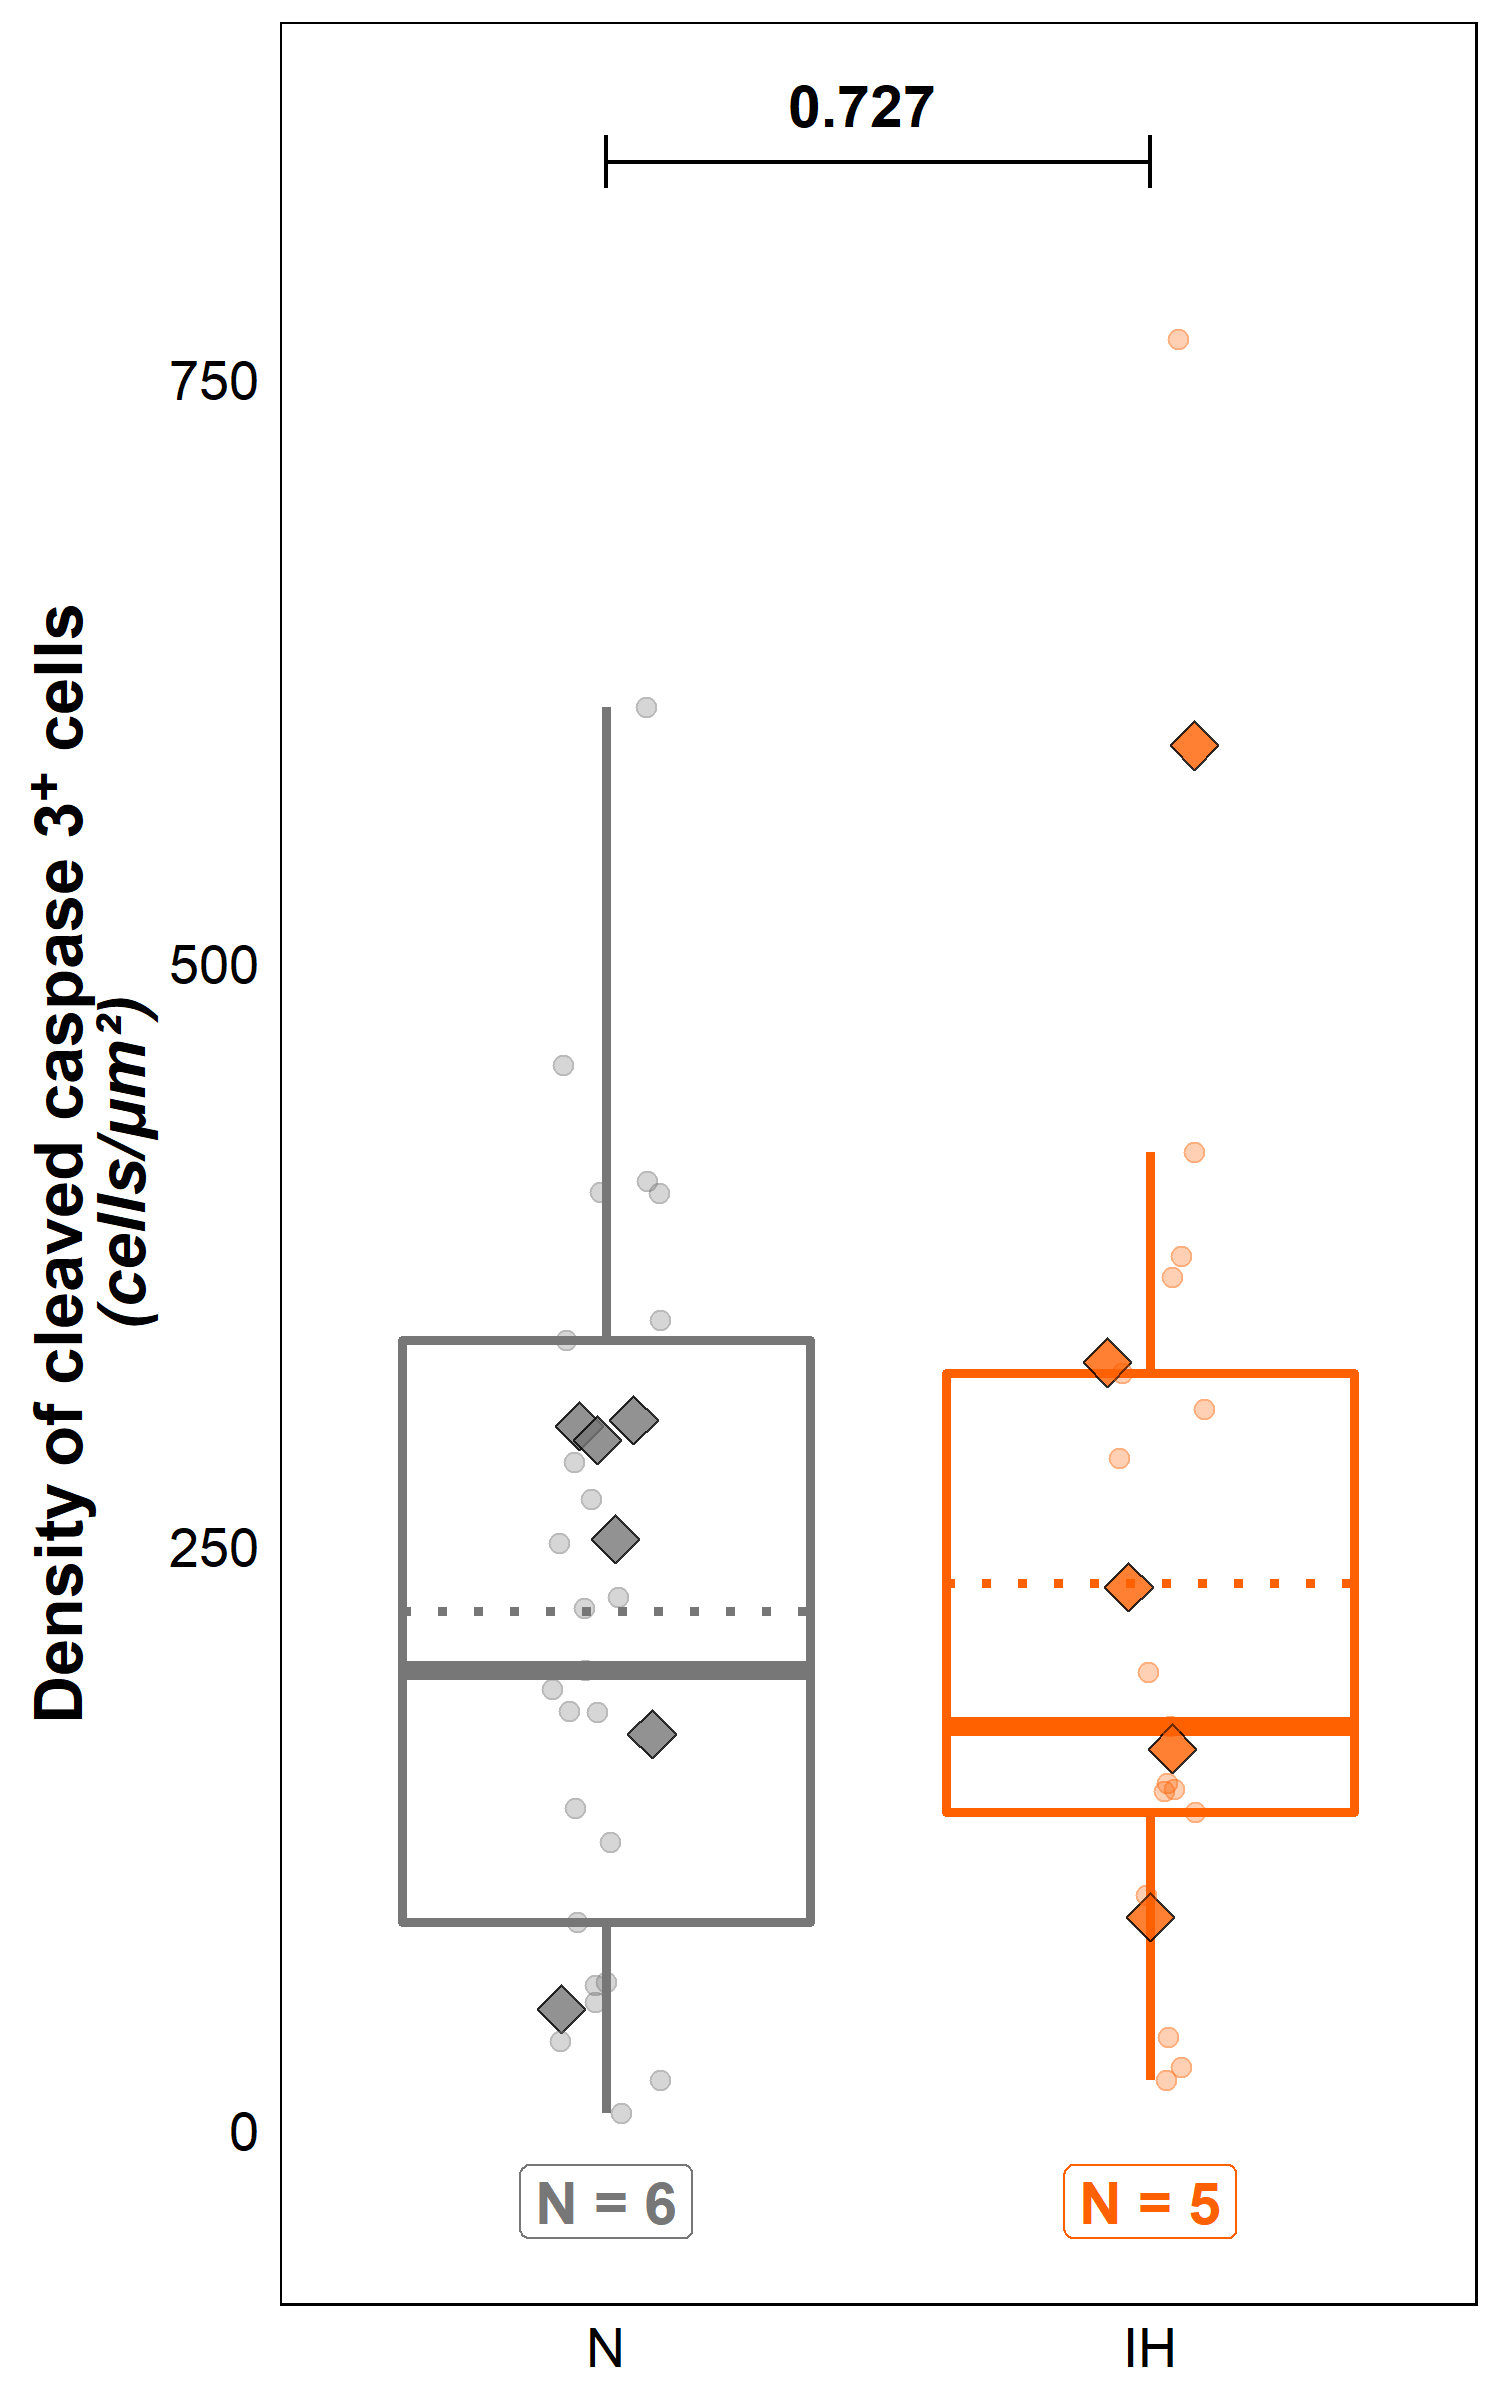 0.727
Density of cleaved caspase 3⁺ cells
(cells/µm²)
750
500
250
0
N = 6
N = 5
N
IH